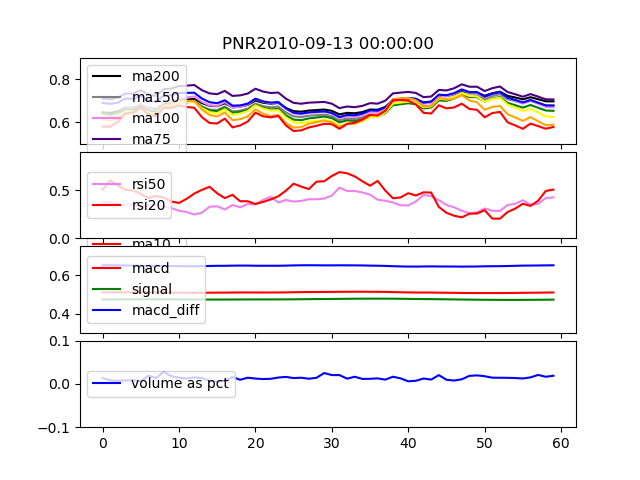 PNR2010-09-13 00:00:00
0.8
0.6
ma200
ma150
ma100
ma75
0.5
0.0
rsi50
rsi20
ma10
0.6
0.4
macd
signal
macd_diff
0.1
0.0
−0.1
volume as pct
0 10 20 30 40 50 60